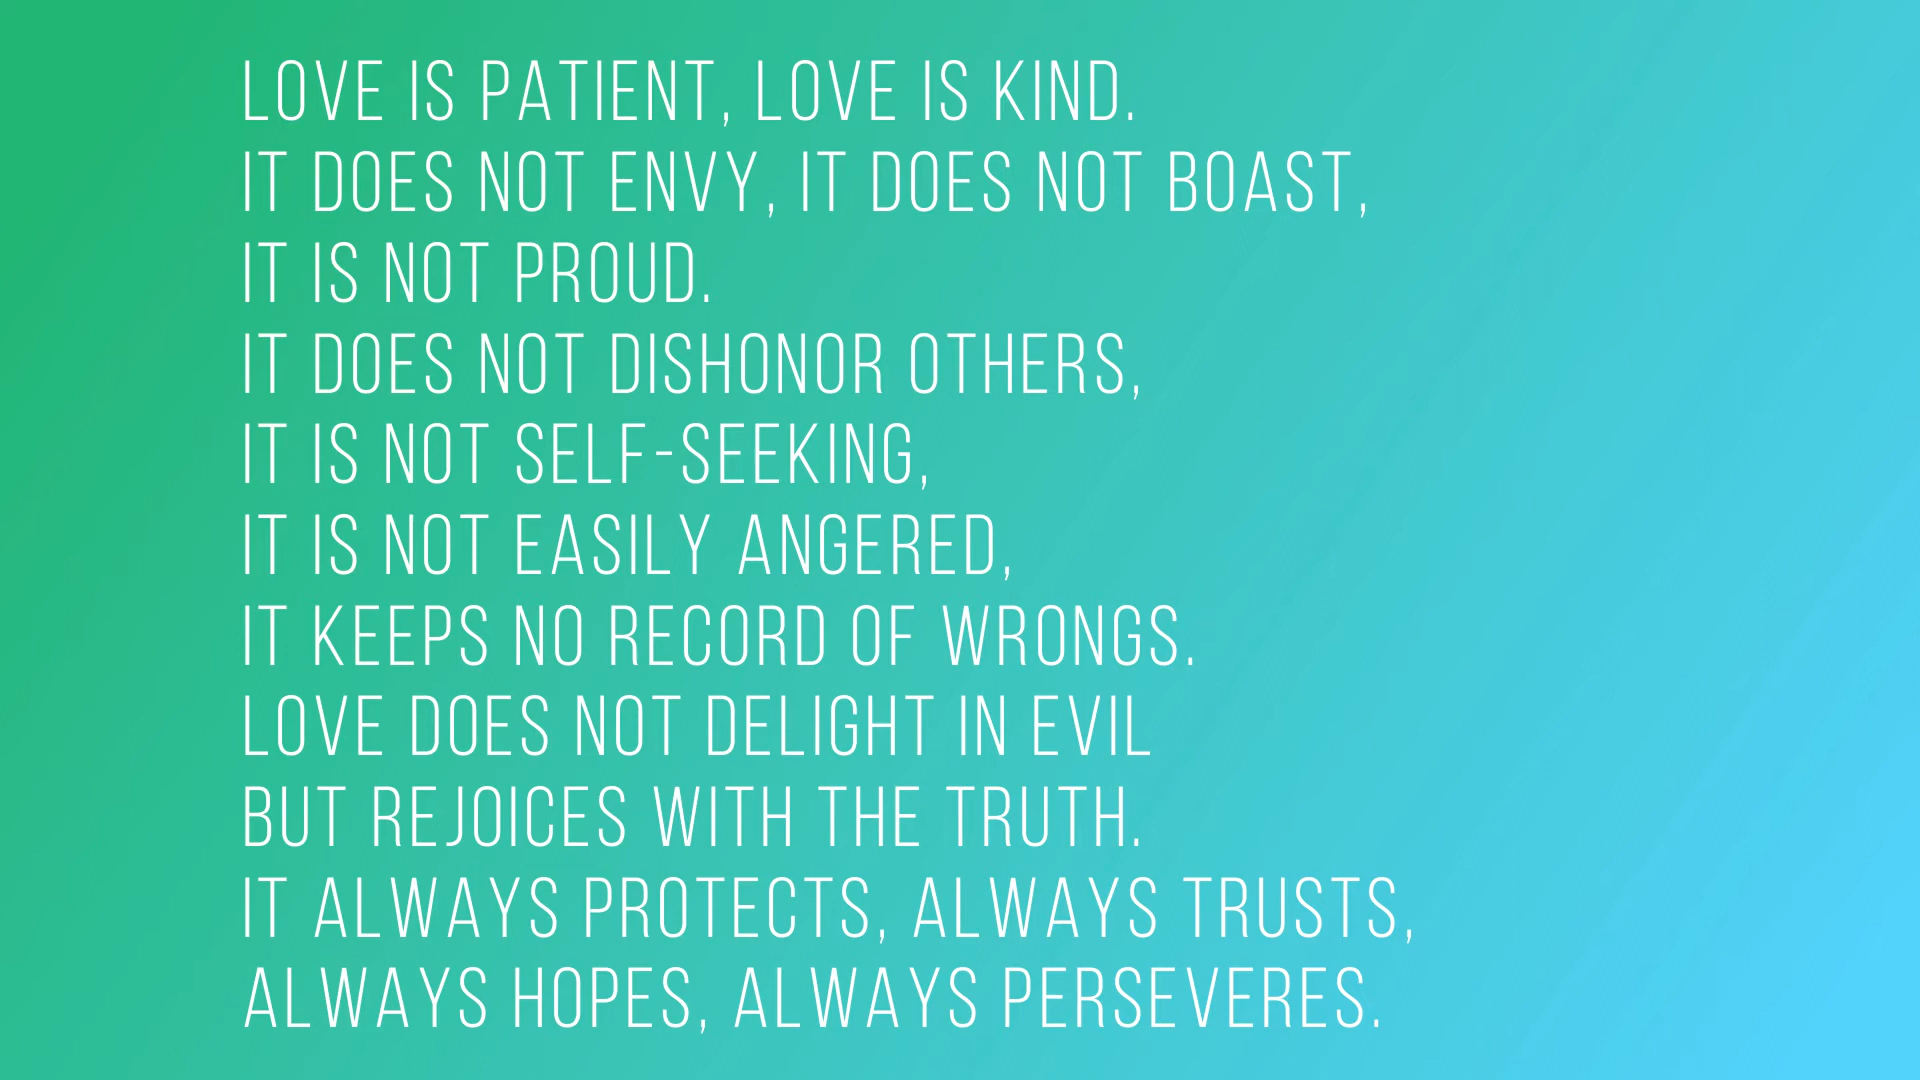 LOVE IS PATIENT, LOVE IS KIND.
IT DOES NOT ENVY, IT DOES NOT BOAST,
IT IS NOT PROUD.
IT DOES NOT DISHONOR OTHERS,
IT IS NOT SELF-SEEKING,
IT IS NOT EASILY ANGERED,
IT KEEPS NO RECORD OF WRONGS.
LOVE DOES NOT DELIGHT IN EVIL
BUT REJOICES WITH THE TRUTH.
IT ALWAYS PROTECTS, ALWAYS TRUSTS,
ALWAYS HOPES, ALWAYS PERSEVERES.